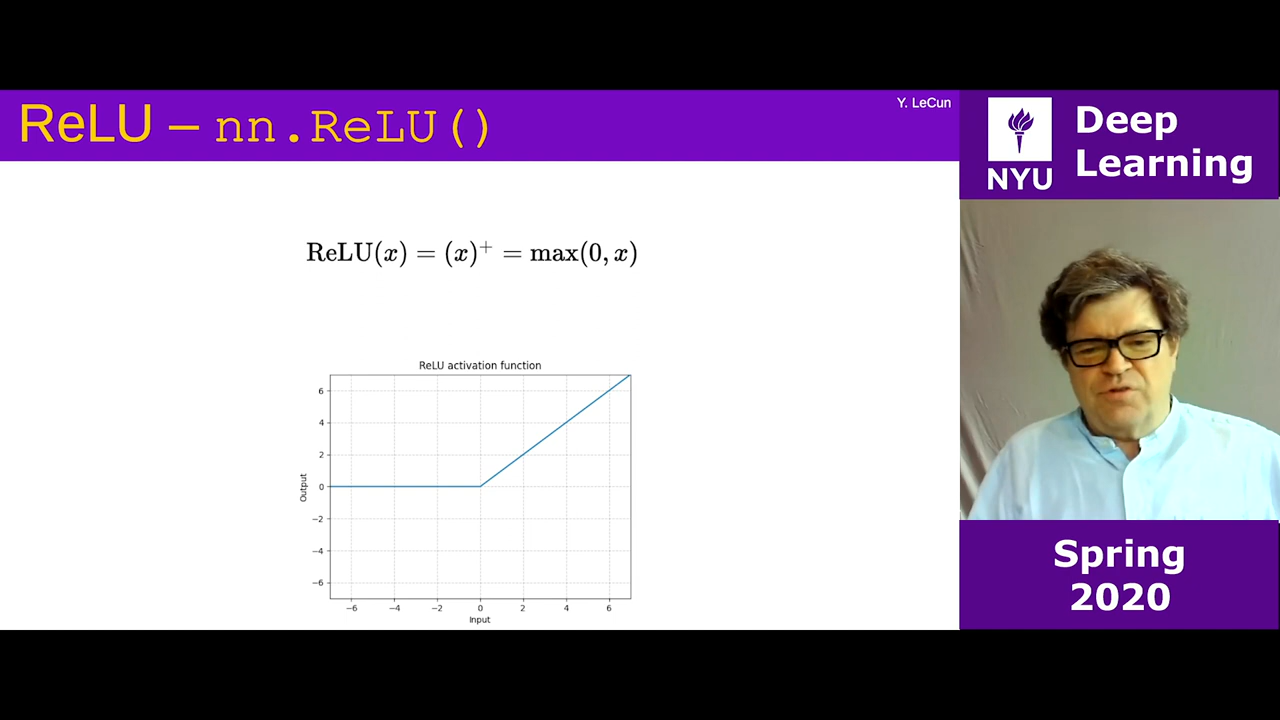 ReLU – nn.ReLU()
Y. LeCun
ReLU(x) = (x)⁺ = max(0, x)
ReLU activation function
Output
6
4
2
0
−2
−4
−6
−6 −4 −2 0 2 4 6
Input
NYU
Deep
Learning
Spring
2020